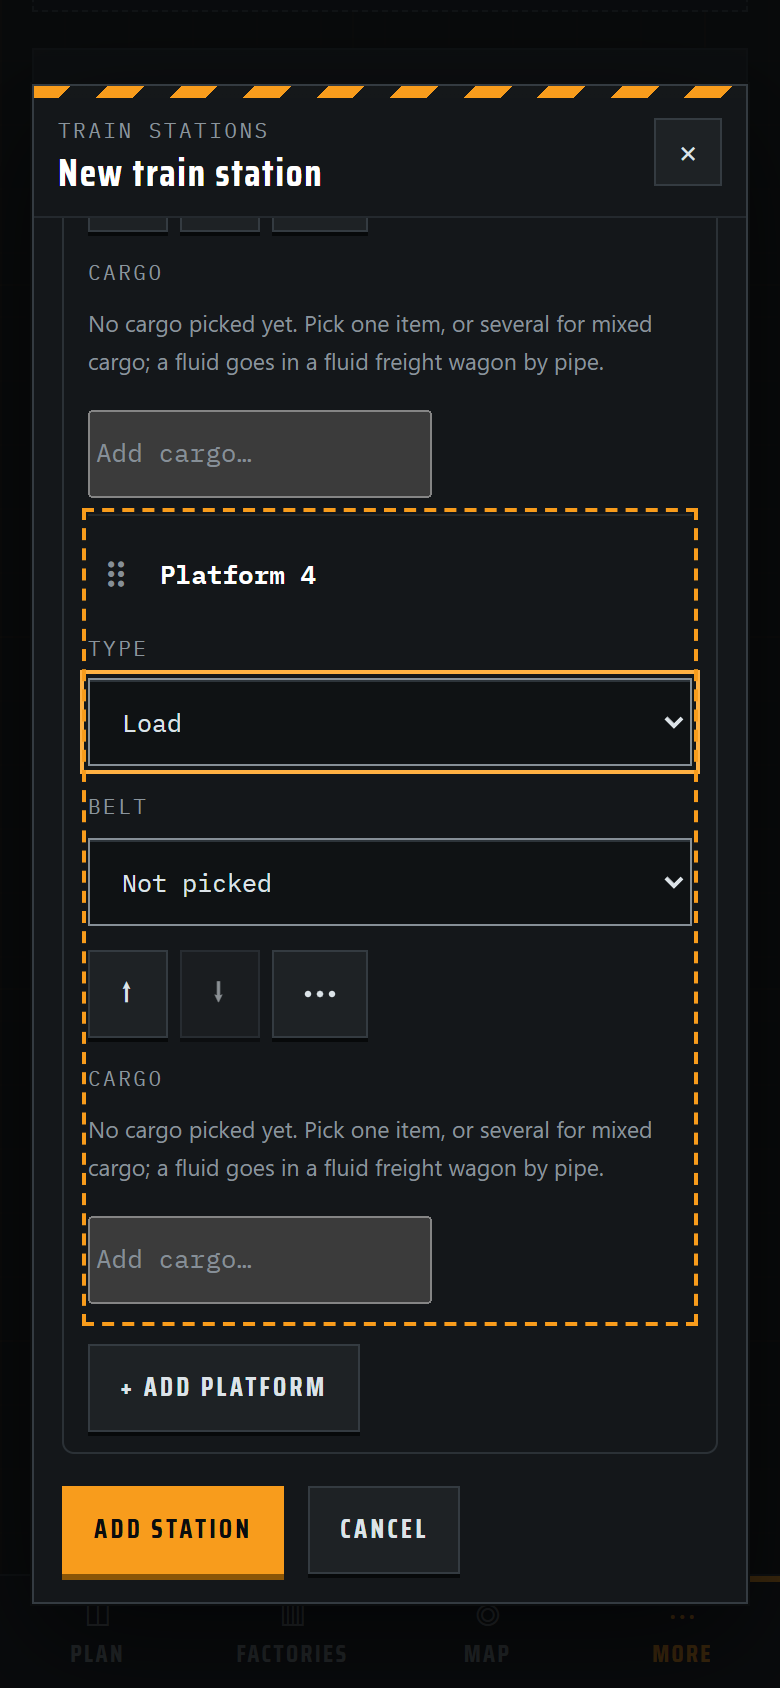 TRAIN STATIONS
New train station
×
CARGO
No cargo picked yet. Pick one item, or several for mixed
cargo; a fluid goes in a fluid freight wagon by pipe.
Add cargo…
Platform 4
TYPE
Load
BELT
Not picked
CARGO
No cargo picked yet. Pick one item, or several for mixed
cargo; a fluid goes in a fluid freight wagon by pipe.
Add cargo…
+ ADD PLATFORM
ADD STATION
CANCEL
PLAN
FACTORIES
MAP
MORE